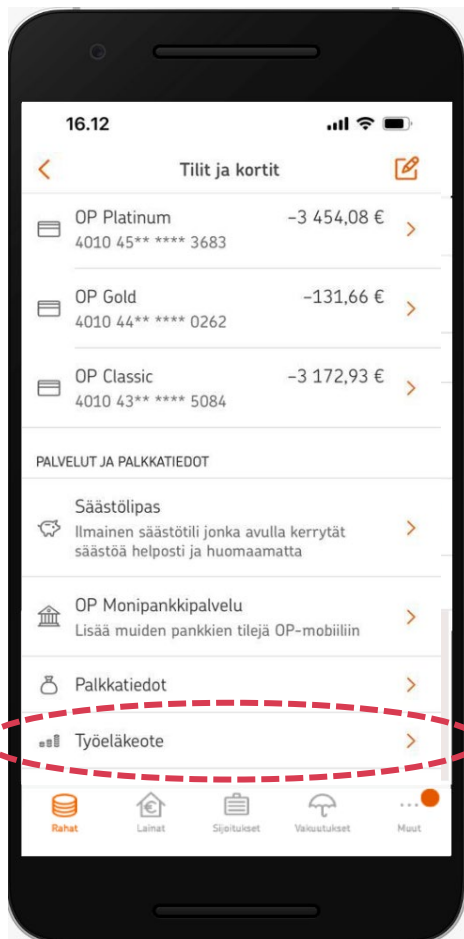 16.12
Tilit ja kortit
OP Platinum −3 454,08 €
4010 45** **** 3683
OP Gold −131,66 €
4010 44** **** 0262
OP Classic −3 172,93 €
4010 43** **** 5084
PALVELUT JA PALKKATIEDOT
Säästölipas
Ilmainen säästötili jonka avulla kerrytät
säästöä helposti ja huomaamatta
OP Monipankkipalvelu
Lisää muiden pankkien tilejä OP-mobiiliin
Palkkatiedot
Työeläkeote
Rahat Lainat Sijoitukset Vakuutukset Muut